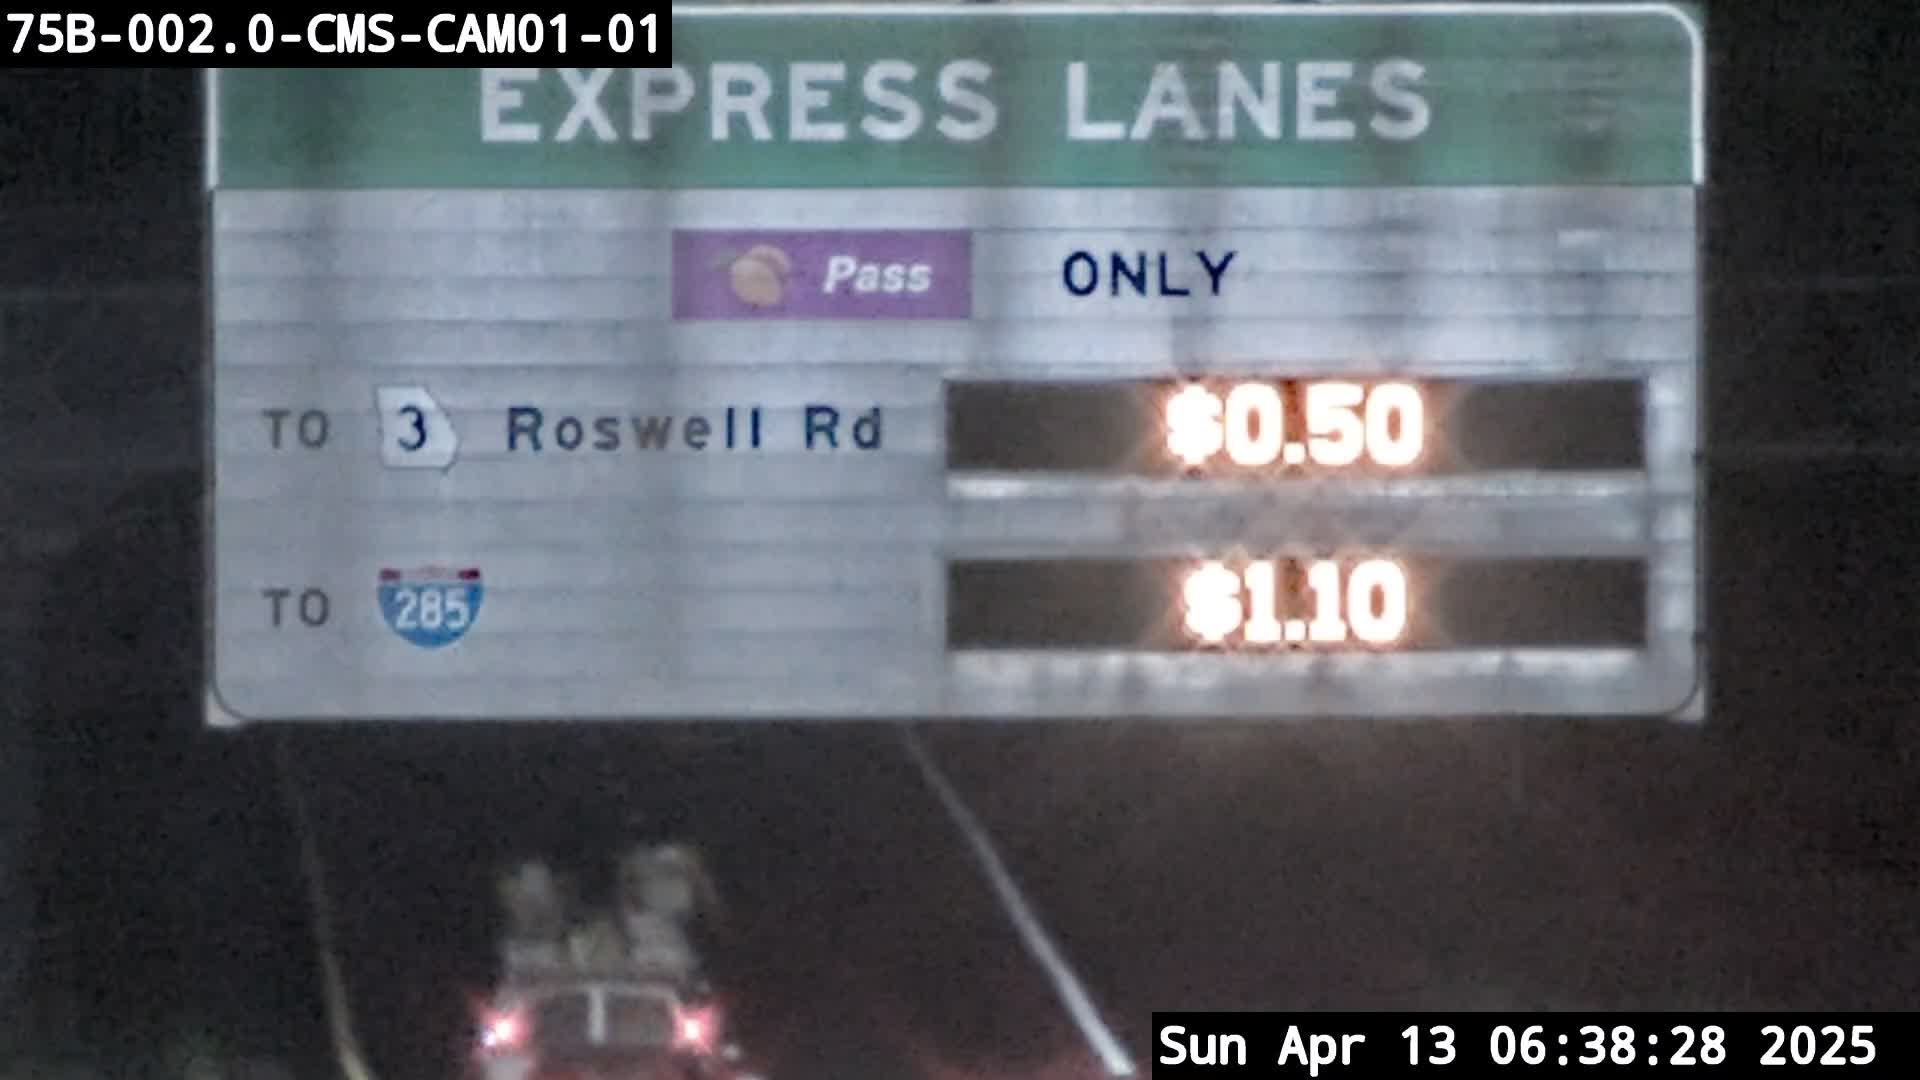 75B-002.0-CMS-CAM01-01
EXPRESS LANES
Pass ONLY
TO 3 Roswell Rd $0.50
TO 285 $1.10
Sun Apr 13 06:38:28 2025